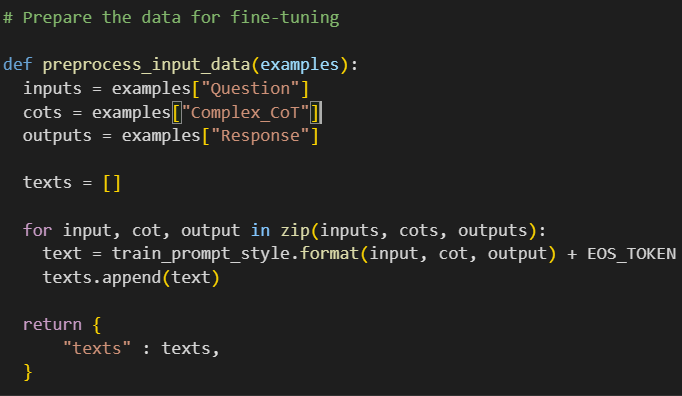 # Prepare the data for fine-tuning
def preprocess_input_data(examples):
  inputs = examples["Question"]
  cots = examples["Complex_CoT"]
  outputs = examples["Response"]
  texts = []
  for input, cot, output in zip(inputs, cots, outputs):
    text = train_prompt_style.format(input, cot, output) + EOS_TOKEN
    texts.append(text)
  return {
      "texts" : texts,
  }